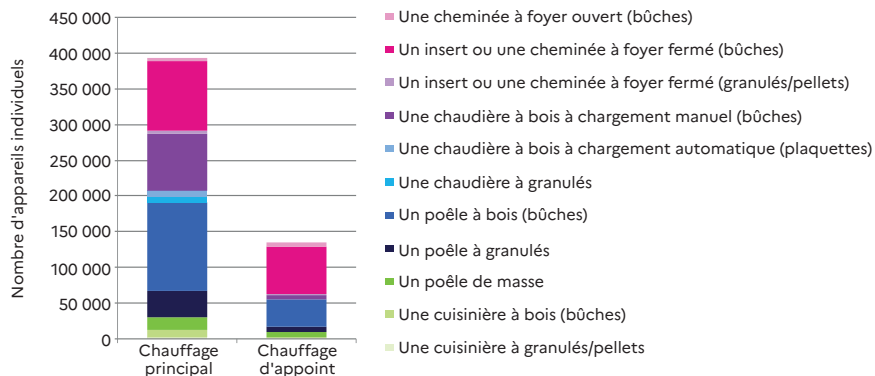 Nombre d'appareils individuels
450 000
400 000
350 000
300 000
250 000
200 000
150 000
100 000
50 000
0
Chauffage
principal
Chauffage
d'appoint
Une cheminée à foyer ouvert (bûches)
Un insert ou une cheminée à foyer fermé (bûches)
Un insert ou une cheminée à foyer fermé (granulés/pellets)
Une chaudière à bois à chargement manuel (bûches)
Une chaudière à bois à chargement automatique (plaquettes)
Une chaudière à granulés
Un poêle à bois (bûches)
Un poêle à granulés
Un poêle de masse
Une cuisinière à bois (bûches)
Une cuisinière à granulés/pellets